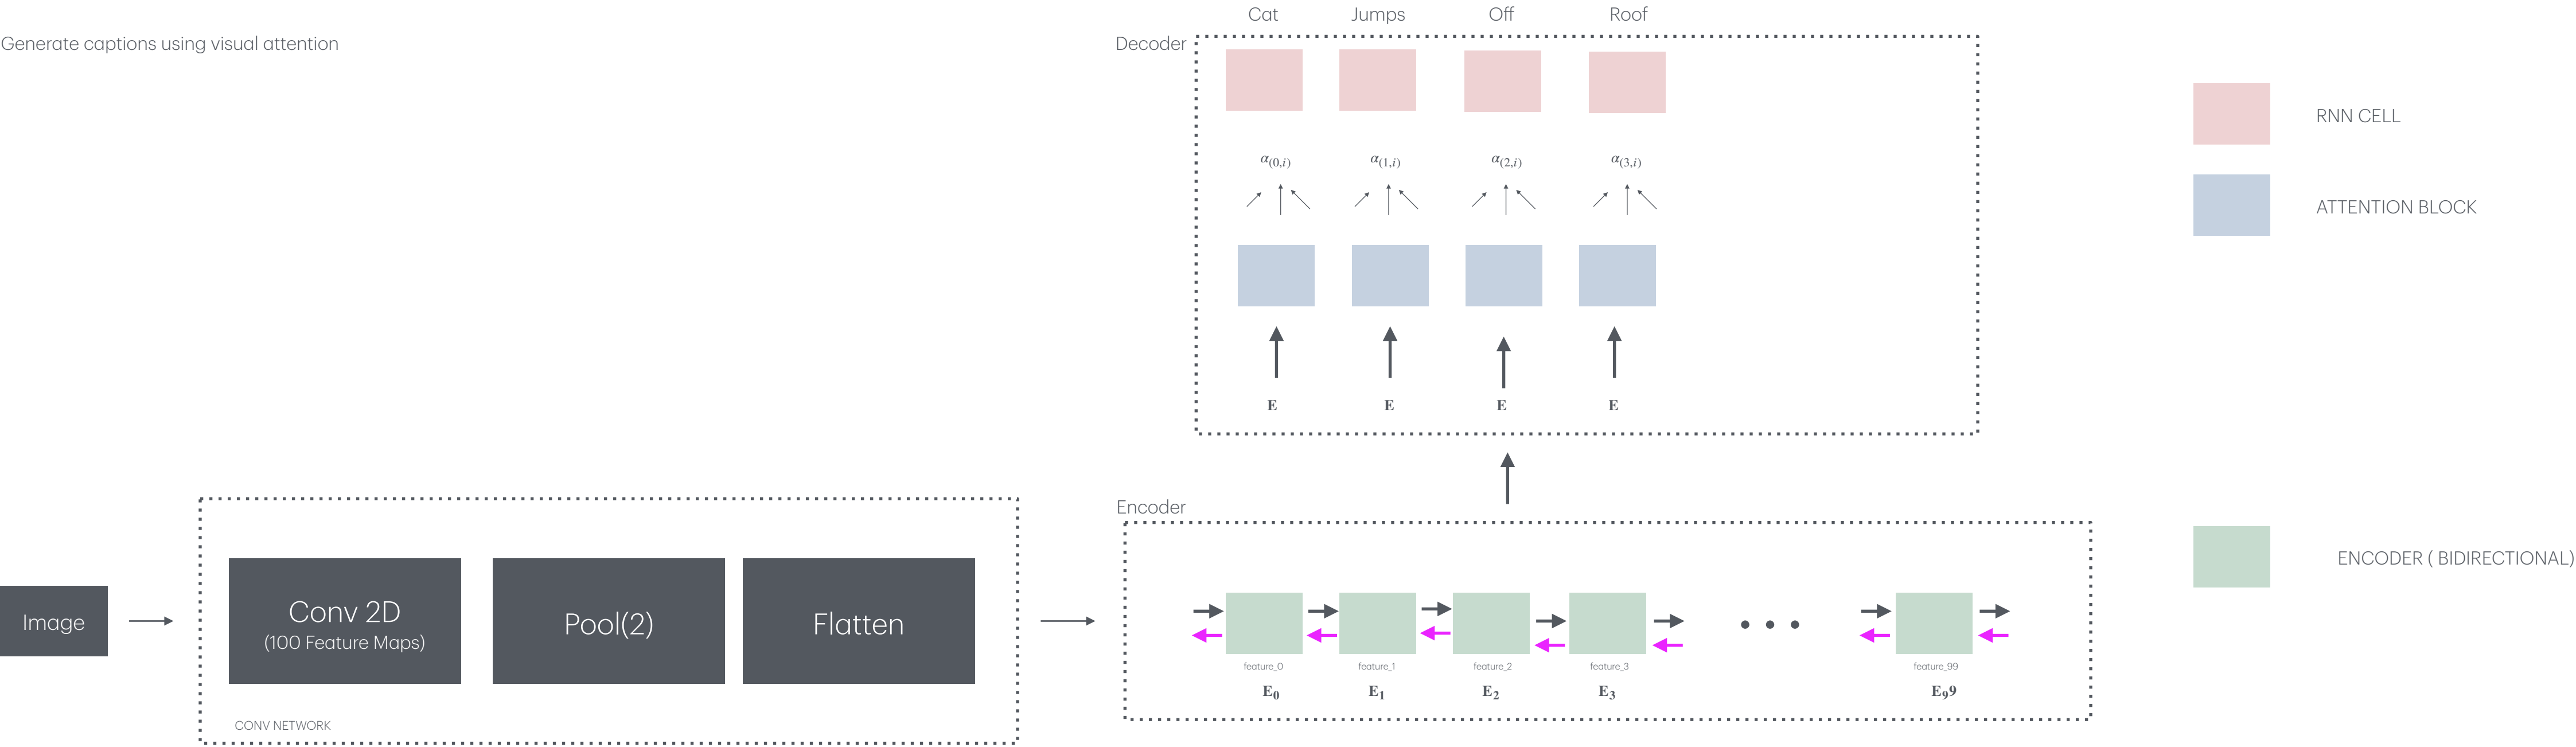 Generate captions using visual attention
Cat Jumps Off Roof
Decoder
α(0,i) α(1,i) α(2,i) α(3,i)
E E E E
RNN CELL
ATTENTION BLOCK
Image
Conv 2D
(100 Feature Maps)
Pool(2)
Flatten
CONV NETWORK
Encoder
feature_0 feature_1 feature_2 feature_3 feature_99
E₀ E₁ E₂ E₃ E₉9
ENCODER ( BIDIRECTIONAL)